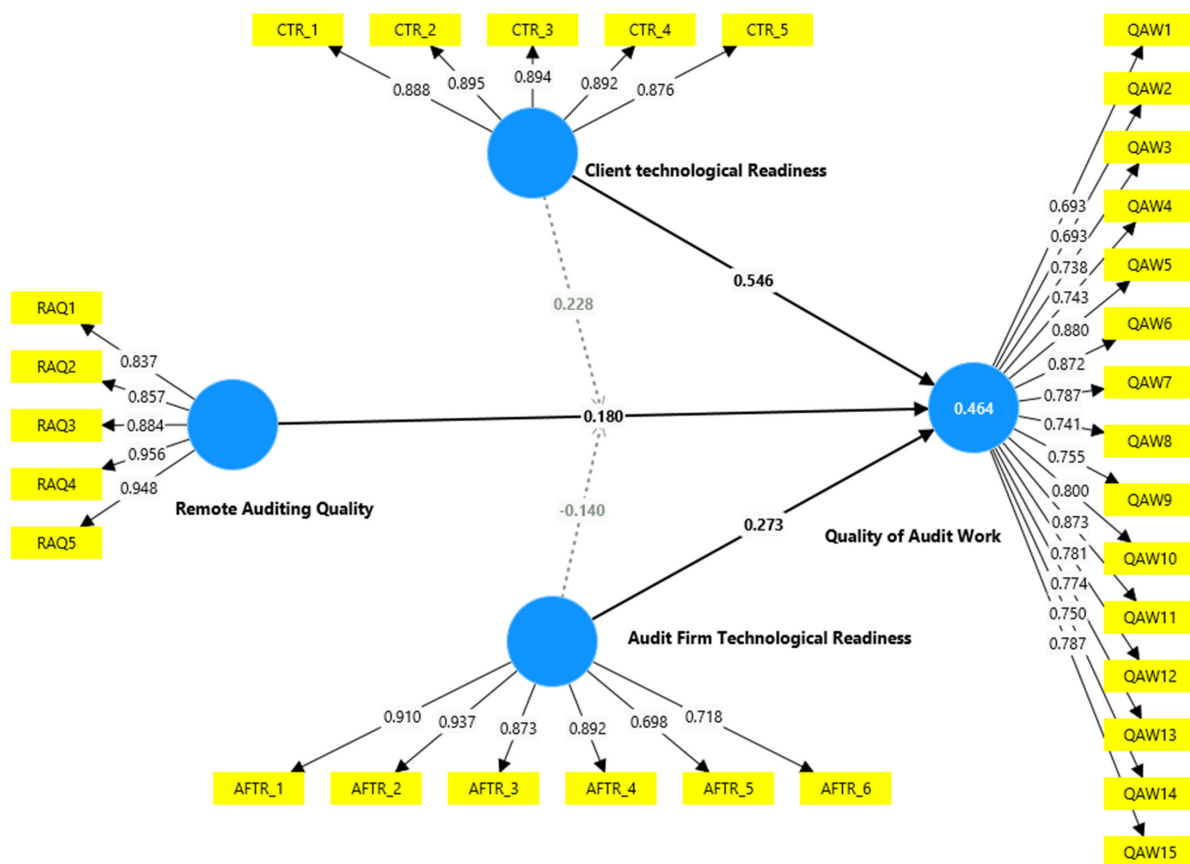 CTR_1 CTR_2 CTR_3 CTR_4 CTR_5
0.888 0.895 0.894 0.892 0.876
Client technological Readiness
0.546
0.228
RAQ1
RAQ2
RAQ3
RAQ4
RAQ5
0.837
0.857
0.884
0.956
0.948
Remote Auditing Quality
0.180
0.464
Quality of Audit Work
-0.140
0.273
Audit Firm Technological Readiness
0.910 0.937 0.873 0.892 0.698 0.718
AFTR_1 AFTR_2 AFTR_3 AFTR_4 AFTR_5 AFTR_6
0.693
0.693
0.738
0.743
0.880
0.872
0.787
0.741
0.755
0.800
0.873
0.781
0.774
0.750
0.787
QAW1
QAW2
QAW3
QAW4
QAW5
QAW6
QAW7
QAW8
QAW9
QAW10
QAW11
QAW12
QAW13
QAW14
QAW15